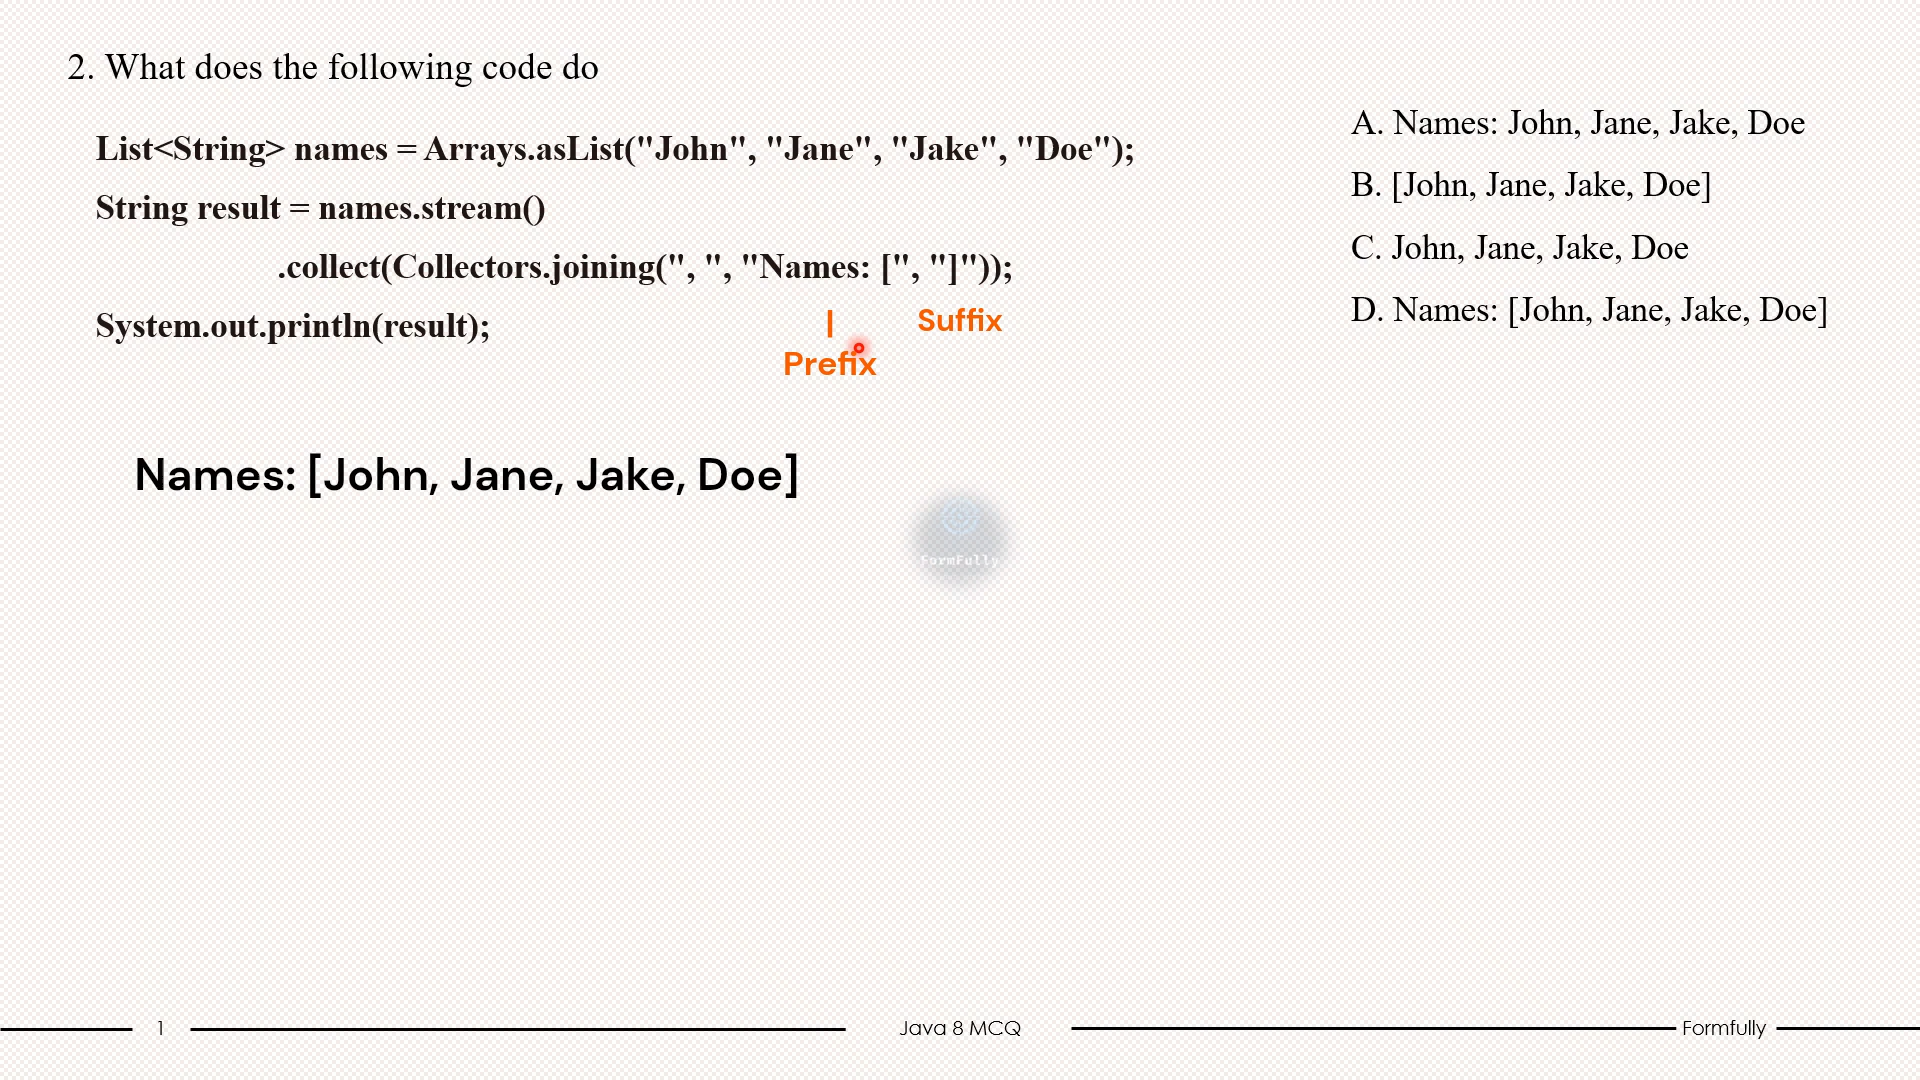 2. What does the following code do
List<String> names = Arrays.asList("John", "Jane", "Jake", "Doe");
String result = names.stream()
.collect(Collectors.joining(", ", "Names: [", "]"));
System.out.println(result);
Suffix
Prefix
A. Names: John, Jane, Jake, Doe
B. [John, Jane, Jake, Doe]
C. John, Jane, Jake, Doe
D. Names: [John, Jane, Jake, Doe]
Names: [John, Jane, Jake, Doe]
FormFully
1
Java 8 MCQ
Formfully